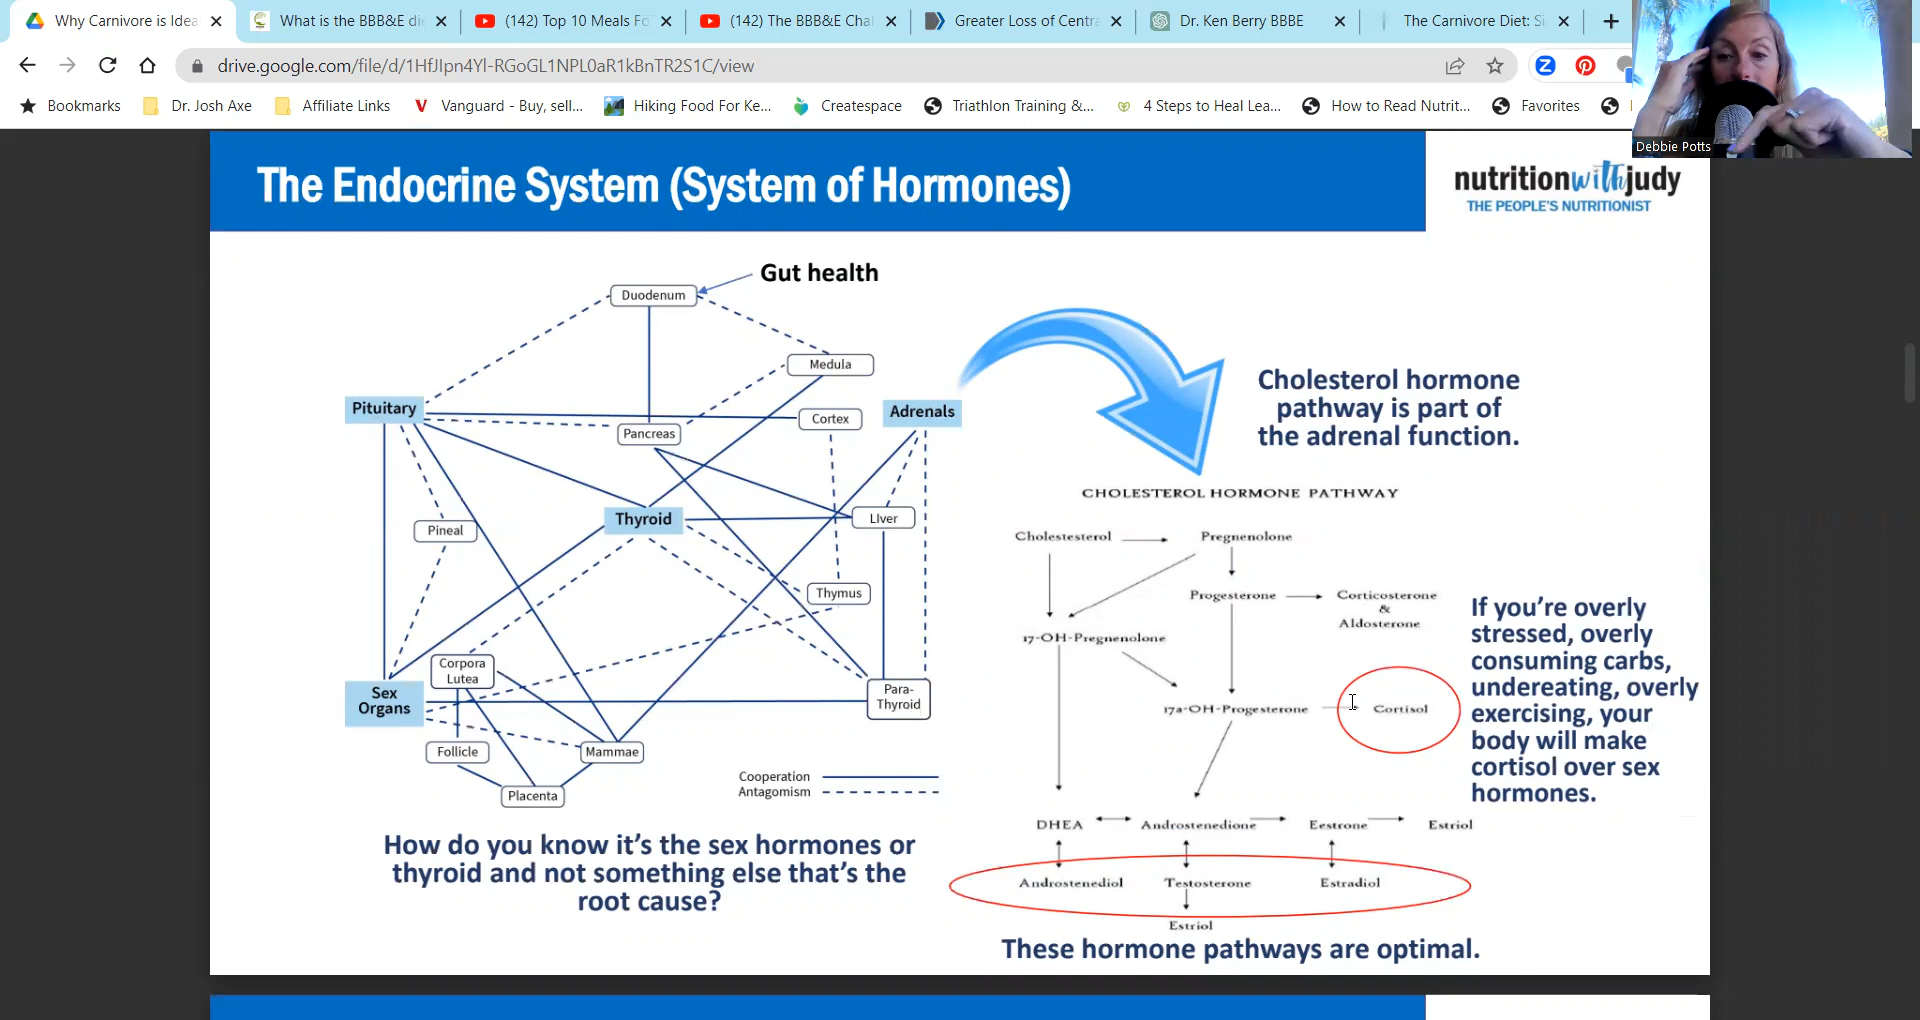 Why Carnivore is Idea
What is the BBB&E di
(142) Top 10 Meals Fo
(142) The BBB&E Cha
Greater Loss of Centra
Dr. Ken Berry BBBE
The Carnivore Diet: Si
drive.google.com/file/d/1HfJIpn4Yl-RGoGL1NPL0aR1kBnTR2S1C/view
Bookmarks
Dr. Josh Axe
Affiliate Links
Vanguard - Buy, sell...
Hiking Food For Ke...
Createspace
Triathlon Training &...
4 Steps to Heal Lea...
How to Read Nutrit...
Favorites
Debbie Potts
The Endocrine System (System of Hormones)
nutritionwithjudy
THE PEOPLE'S NUTRITIONIST
Gut health
Duodenum
Medula
Pituitary
Cortex
Adrenals
Pancreas
Thyroid
LIver
Pineal
Thymus
Corpora
Lutea
Sex
Organs
Para-
Thyroid
Follicle
Mammae
Placenta
Cooperation
Antagomism
How do you know it's the sex hormones or
thyroid and not something else that's the
root cause?
Cholesterol hormone
pathway is part of
the adrenal function.
CHOLESTEROL HORMONE PATHWAY
Cholestesterol
Pregnenolone
Progesterone
Corticosterone
&
Aldosterone
17-OH-Pregnenolone
17a-OH-Progesterone
Cortisol
DHEA
Androstenedione
Eestrone
Estriol
Androstenediol
Testosterone
Estradiol
Estriol
If you're overly
stressed, overly
consuming carbs,
undereating, overly
exercising, your
body will make
cortisol over sex
hormones.
These hormone pathways are optimal.